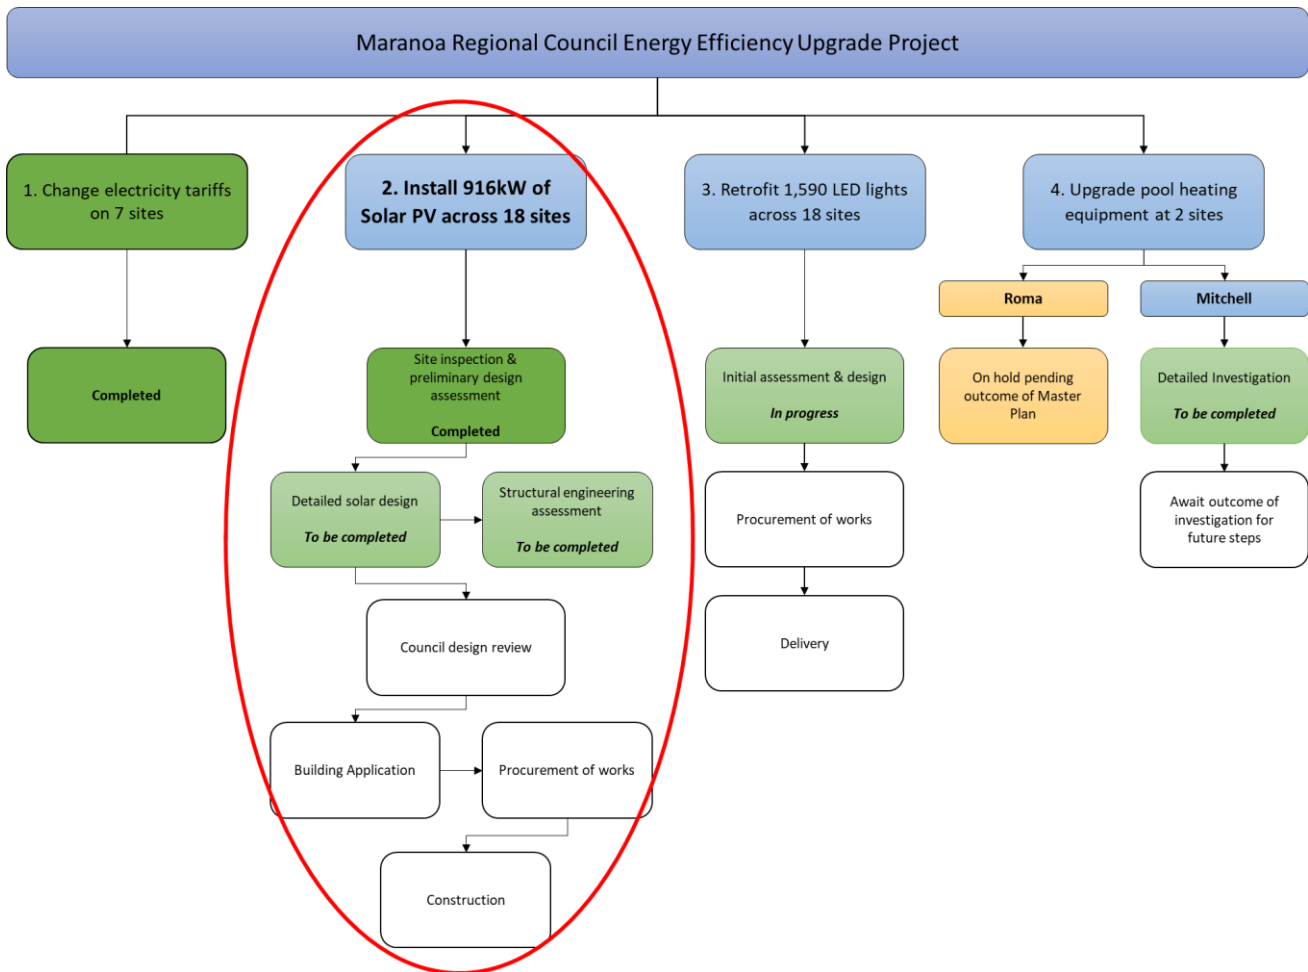 Maranoa Regional Council Energy Efficiency Upgrade Project
1. Change electricity tariffs
on 7 sites
2. Install 916kW of
Solar PV across 18 sites
3. Retrofit 1,590 LED lights
across 18 sites
4. Upgrade pool heating
equipment at 2 sites
Roma
Mitchell
Completed
Site inspection &
preliminary design
assessment
Completed
Initial assessment & design
In progress
On hold pending
outcome of Master
Plan
Detailed Investigation
To be completed
Detailed solar design
To be completed
Structural engineering
assessment
To be completed
Procurement of works
Await outcome of
investigation for
future steps
Council design review
Delivery
Building Application
Procurement of works
Construction